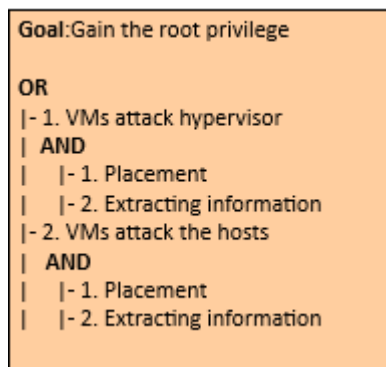 Goal:Gain the root privilege
OR
|- 1. VMs attack hypervisor
|  AND
|    |- 1. Placement
|    |- 2. Extracting information
|- 2. VMs attack the hosts
|   AND
|    |- 1. Placement
|    |- 2. Extracting information